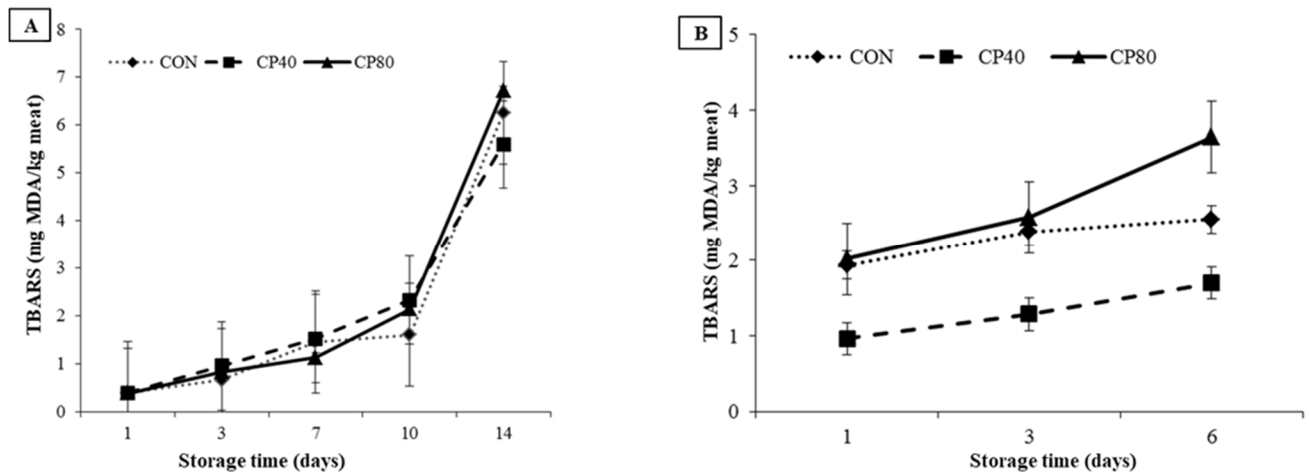 A
CON CP40 CP80
TBARS (mg MDA/kg meat)
8
7
6
5
4
3
2
1
0
1 3 7 10 14
Storage time (days)
B
CON CP40 CP80
TBARS (mg MDA/kg meat)
5
4
3
2
1
0
1 3 6
Storage time (days)